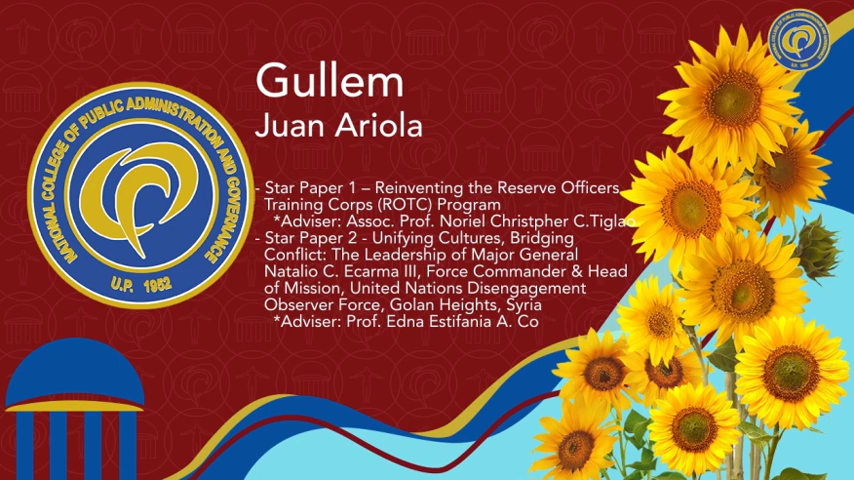 Gullem
Juan Ariola
- Star Paper 1 – Reinventing the Reserve Officers
Training Corps (ROTC) Program
*Adviser: Assoc. Prof. Noriel Christpher C.Tiglao
- Star Paper 2 - Unifying Cultures, Bridging
Conflict: The Leadership of Major General
Natalio C. Ecarma III, Force Commander & Head
of Mission, United Nations Disengagement
Observer Force, Golan Heights, Syria
*Adviser: Prof. Edna Estifania A. Co
NATIONAL COLLEGE OF PUBLIC ADMINISTRATION AND GOVERNANCE
U.P. 1952